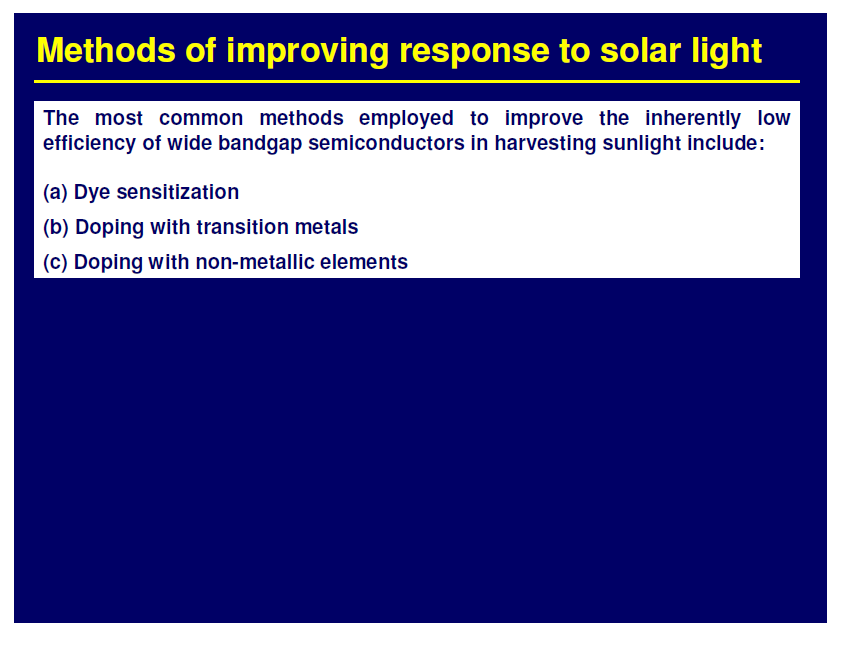 Methods of improving response to solar light
The most common methods employed to improve the inherently low
efficiency of wide bandgap semiconductors in harvesting sunlight include:
(a) Dye sensitization
(b) Doping with transition metals
(c) Doping with non-metallic elements